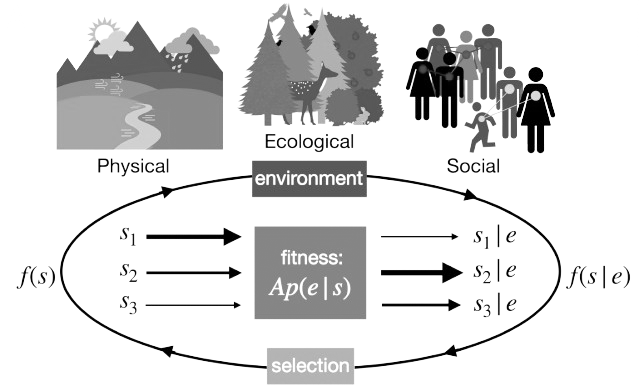 Physical
Ecological
Social
environment
s₁
s₂
s₃
f(s)
fitness:
Ap(e|s)
s₁|e
s₂|e
s₃|e
f(s|e)
selection